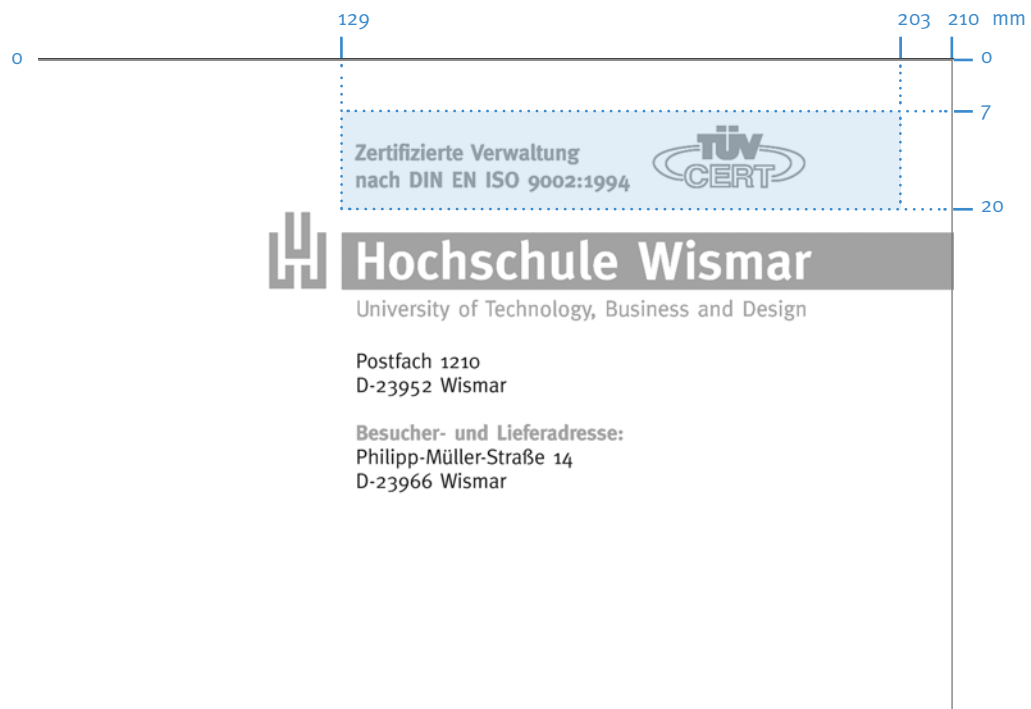 129 203 210 mm
0 0
7
Zertifizierte Verwaltung
nach DIN EN ISO 9002:1994
TÜV
CERT
20
Hochschule Wismar
University of Technology, Business and Design
Postfach 1210
D-23952 Wismar
Besucher- und Lieferadresse:
Philipp-Müller-Straße 14
D-23966 Wismar